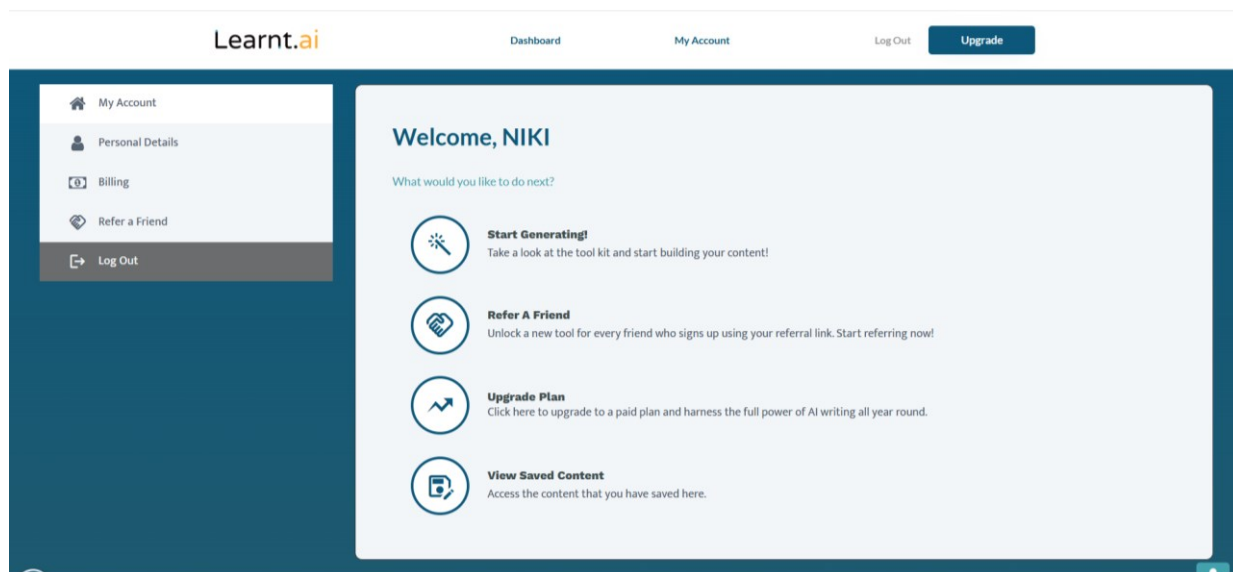 Learnt.ai
Dashboard
My Account
Log Out
Upgrade
My Account
Personal Details
Billing
Refer a Friend
Log Out
Welcome, NIKI
What would you like to do next?
Start Generating!
Take a look at the tool kit and start building your content!
Refer A Friend
Unlock a new tool for every friend who signs up using your referral link. Start referring now!
Upgrade Plan
Click here to upgrade to a paid plan and harness the full power of AI writing all year round.
View Saved Content
Access the content that you have saved here.